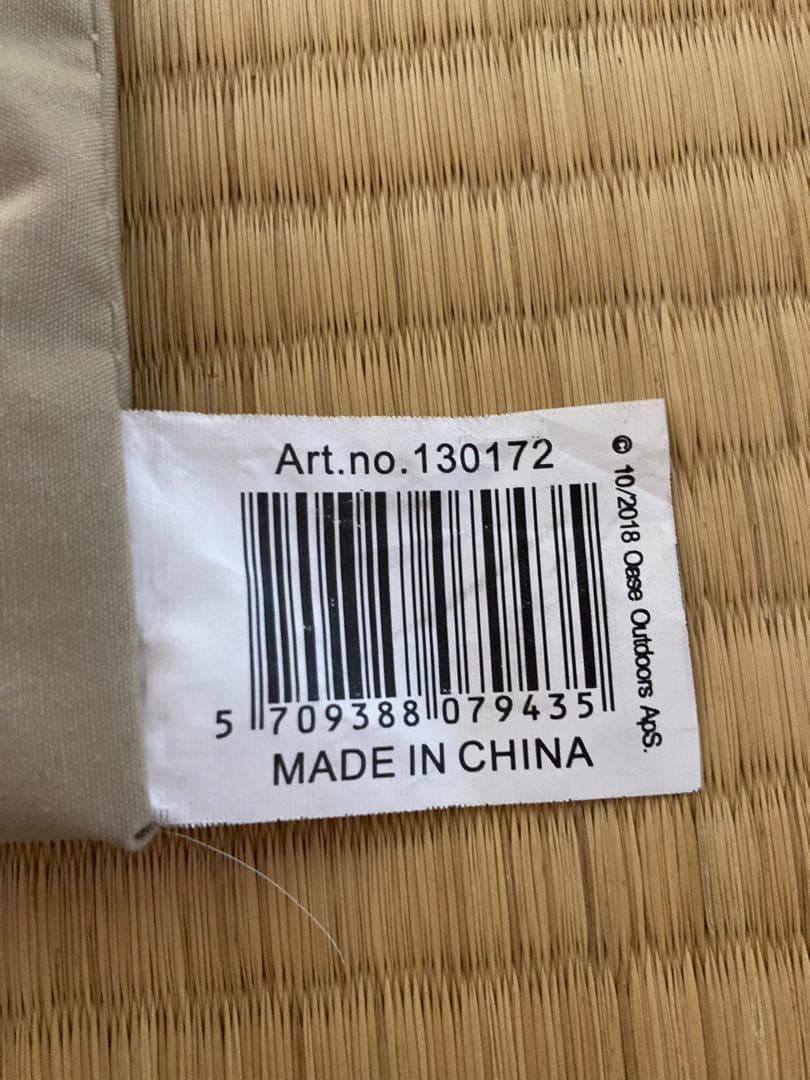 Art.no.130172
5 709388 079435
MADE IN CHINA
© 10/2018 Oase Outdoors ApS.